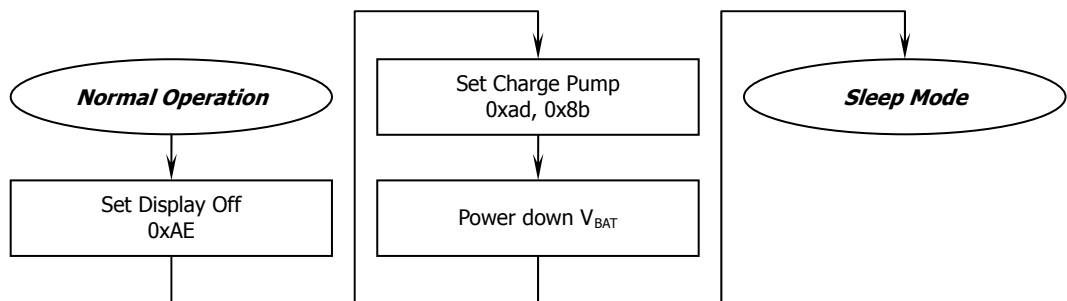 Normal Operation
Set Display Off
0xAE
Set Charge Pump
0xad, 0x8b
Power down VBAT
Sleep Mode